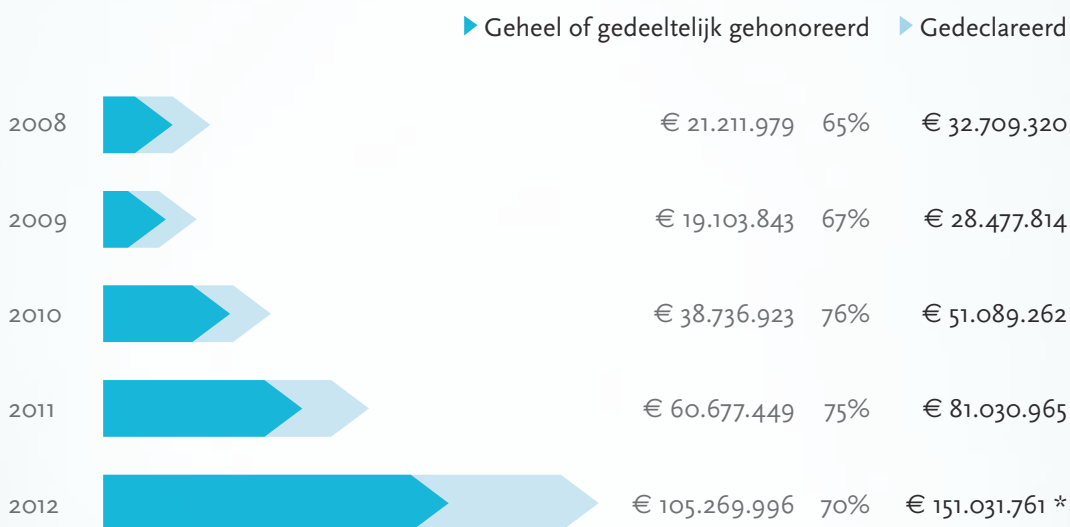 Geheel of gedeeltelijk gehonoreerd Gedeclareerd
2008 € 21.211.979 65% € 32.709.320
2009 € 19.103.843 67% € 28.477.814
2010 € 38.736.923 76% € 51.089.262
2011 € 60.677.449 75% € 81.030.965
2012 € 105.269.996 70% € 151.031.761 *